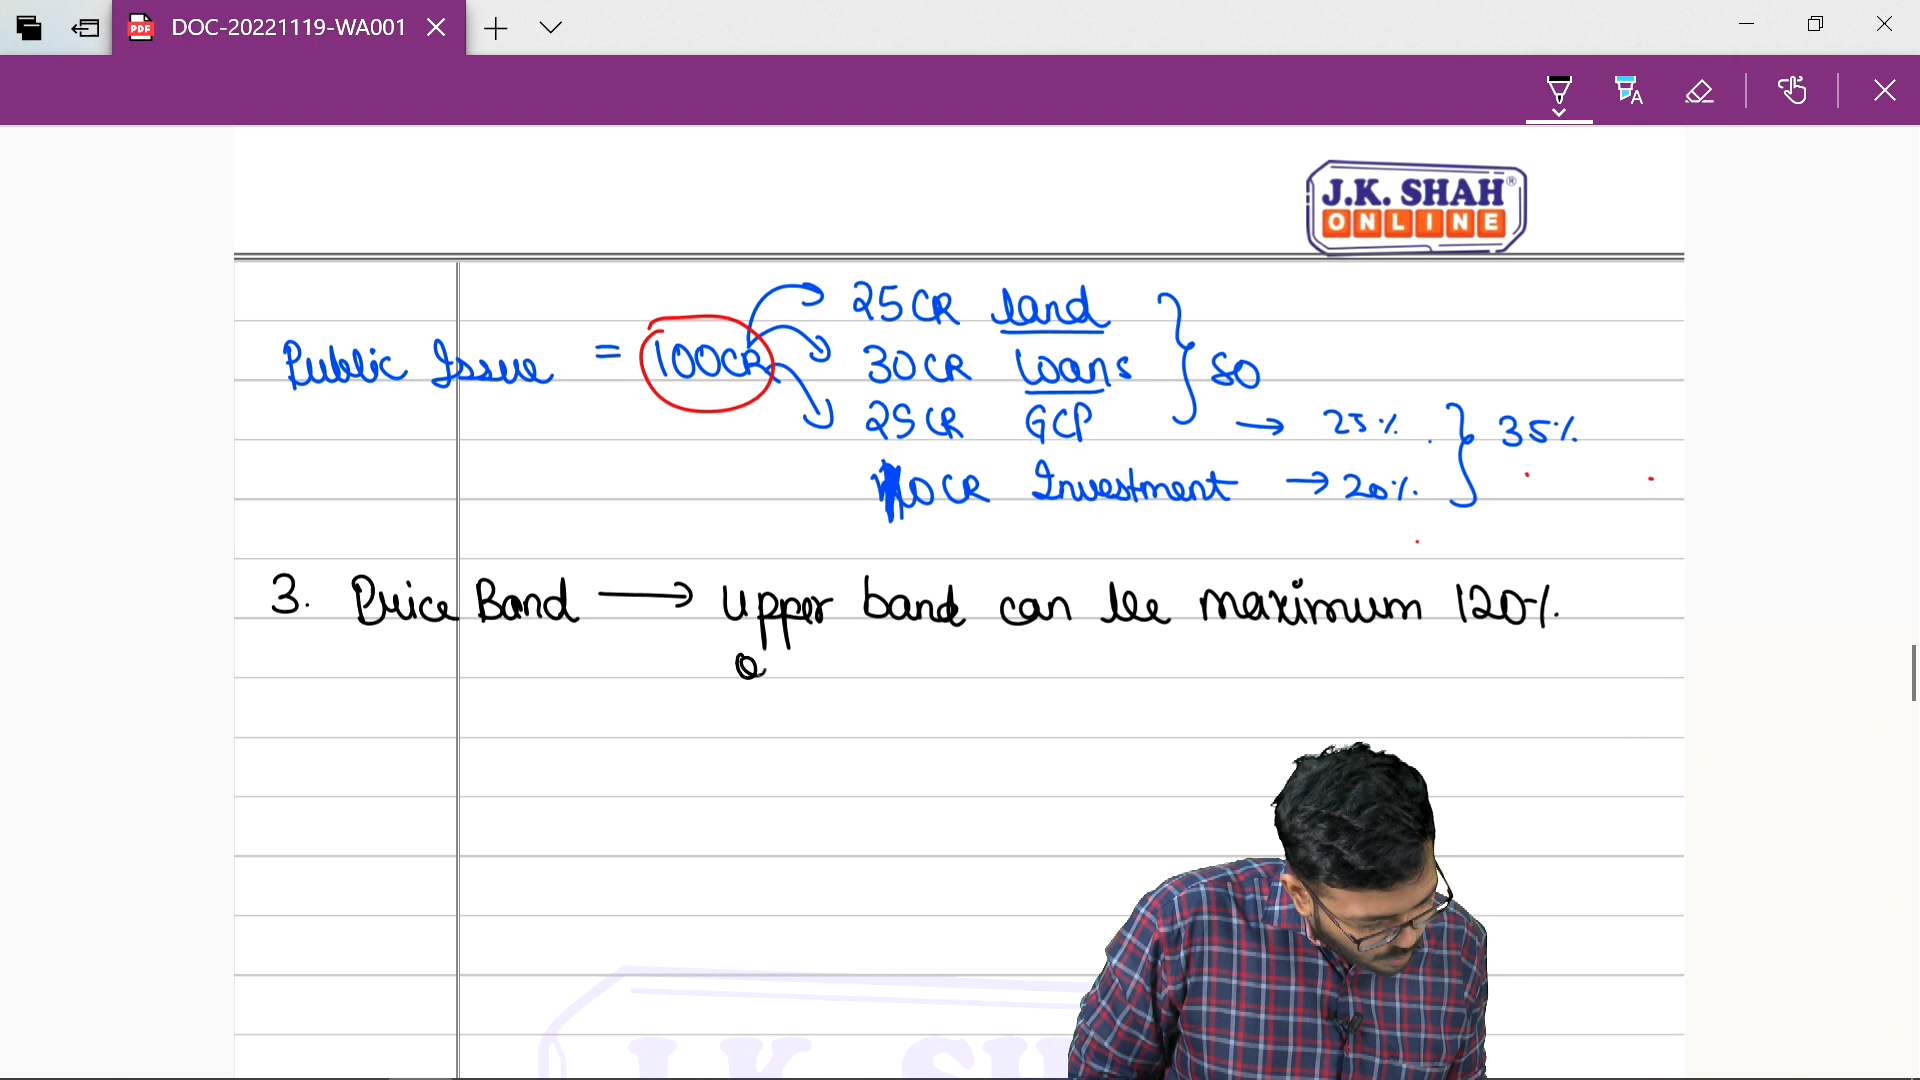 DOC-20221119-WA001
J.K. SHAH®
ONLINE
25CR land
Public Issue = 100CR 30CR loans } 80
25CR GCP → 25%. } 35%
10CR Investment → 20%.
3. Price Band → Upper band can be maximum 120%.
O
J.K. SH